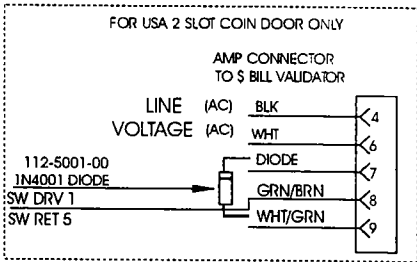 FOR USA 2 SLOT COIN DOOR ONLY
AMP CONNECTOR
TO $ BILL VALIDATOR
LINE (AC) BLK 4
VOLTAGE (AC) WHT 6
DIODE 7
112-5001-00
1N4001 DIODE
GRN/BRN 8
SW DRV 1
SW RET 5
WHT/GRN 9